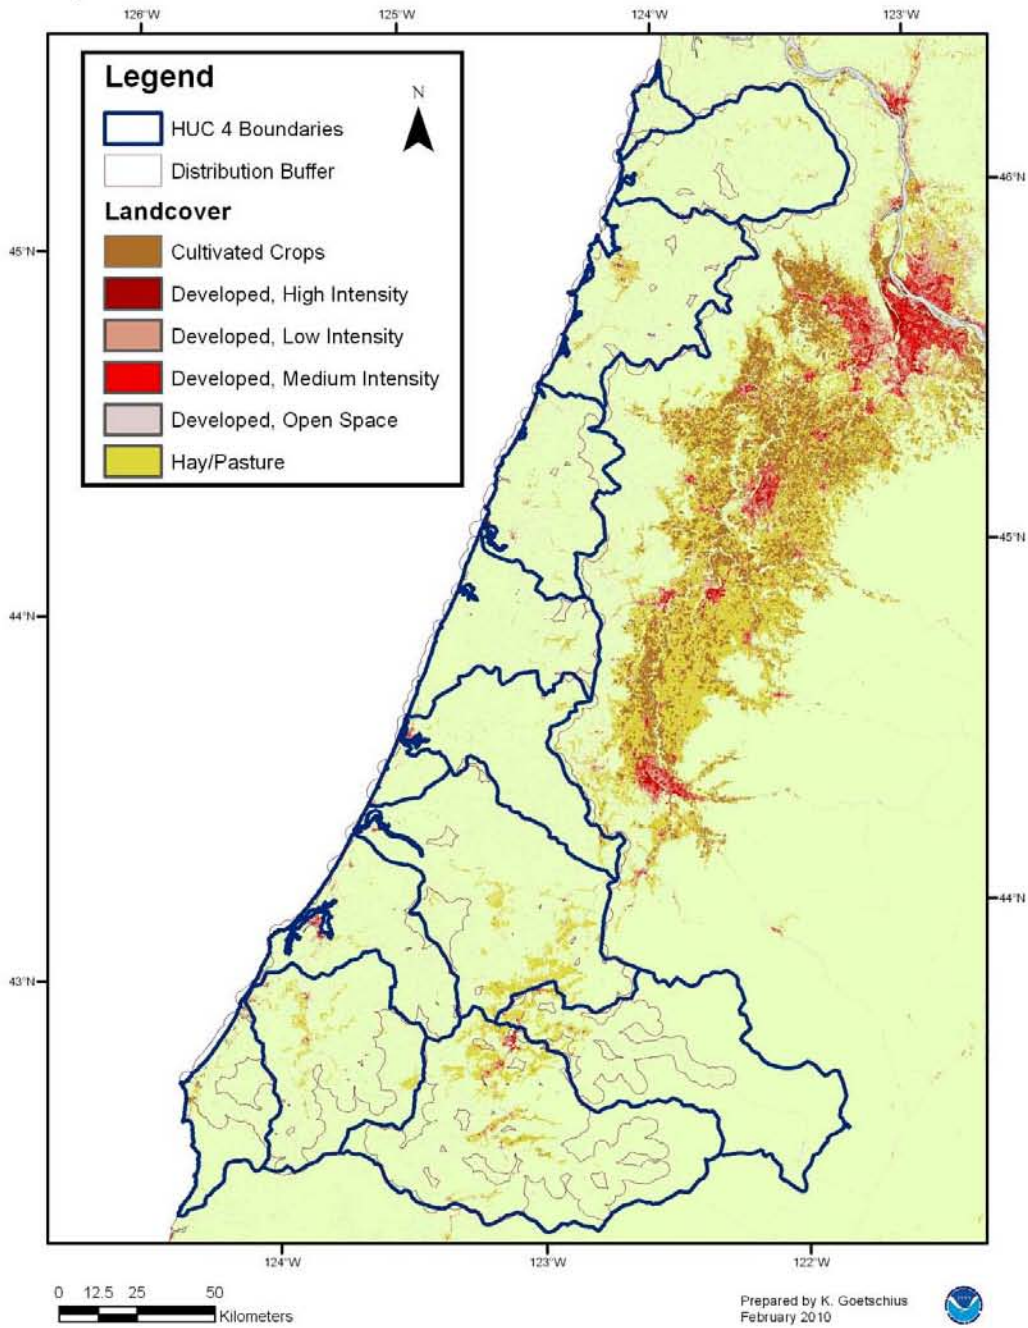 126°W 125°W 124°W 123°W
Legend
N
HUC 4 Boundaries
Distribution Buffer
46°N
Landcover
45°N
Cultivated Crops
Developed, High Intensity
Developed, Low Intensity
Developed, Medium Intensity
Developed, Open Space
Hay/Pasture
45°N
44°N
44°N
43°N
124°W 123°W 122°W
0 12.5 25 50
Kilometers
Prepared by K. Goetschius
February 2010